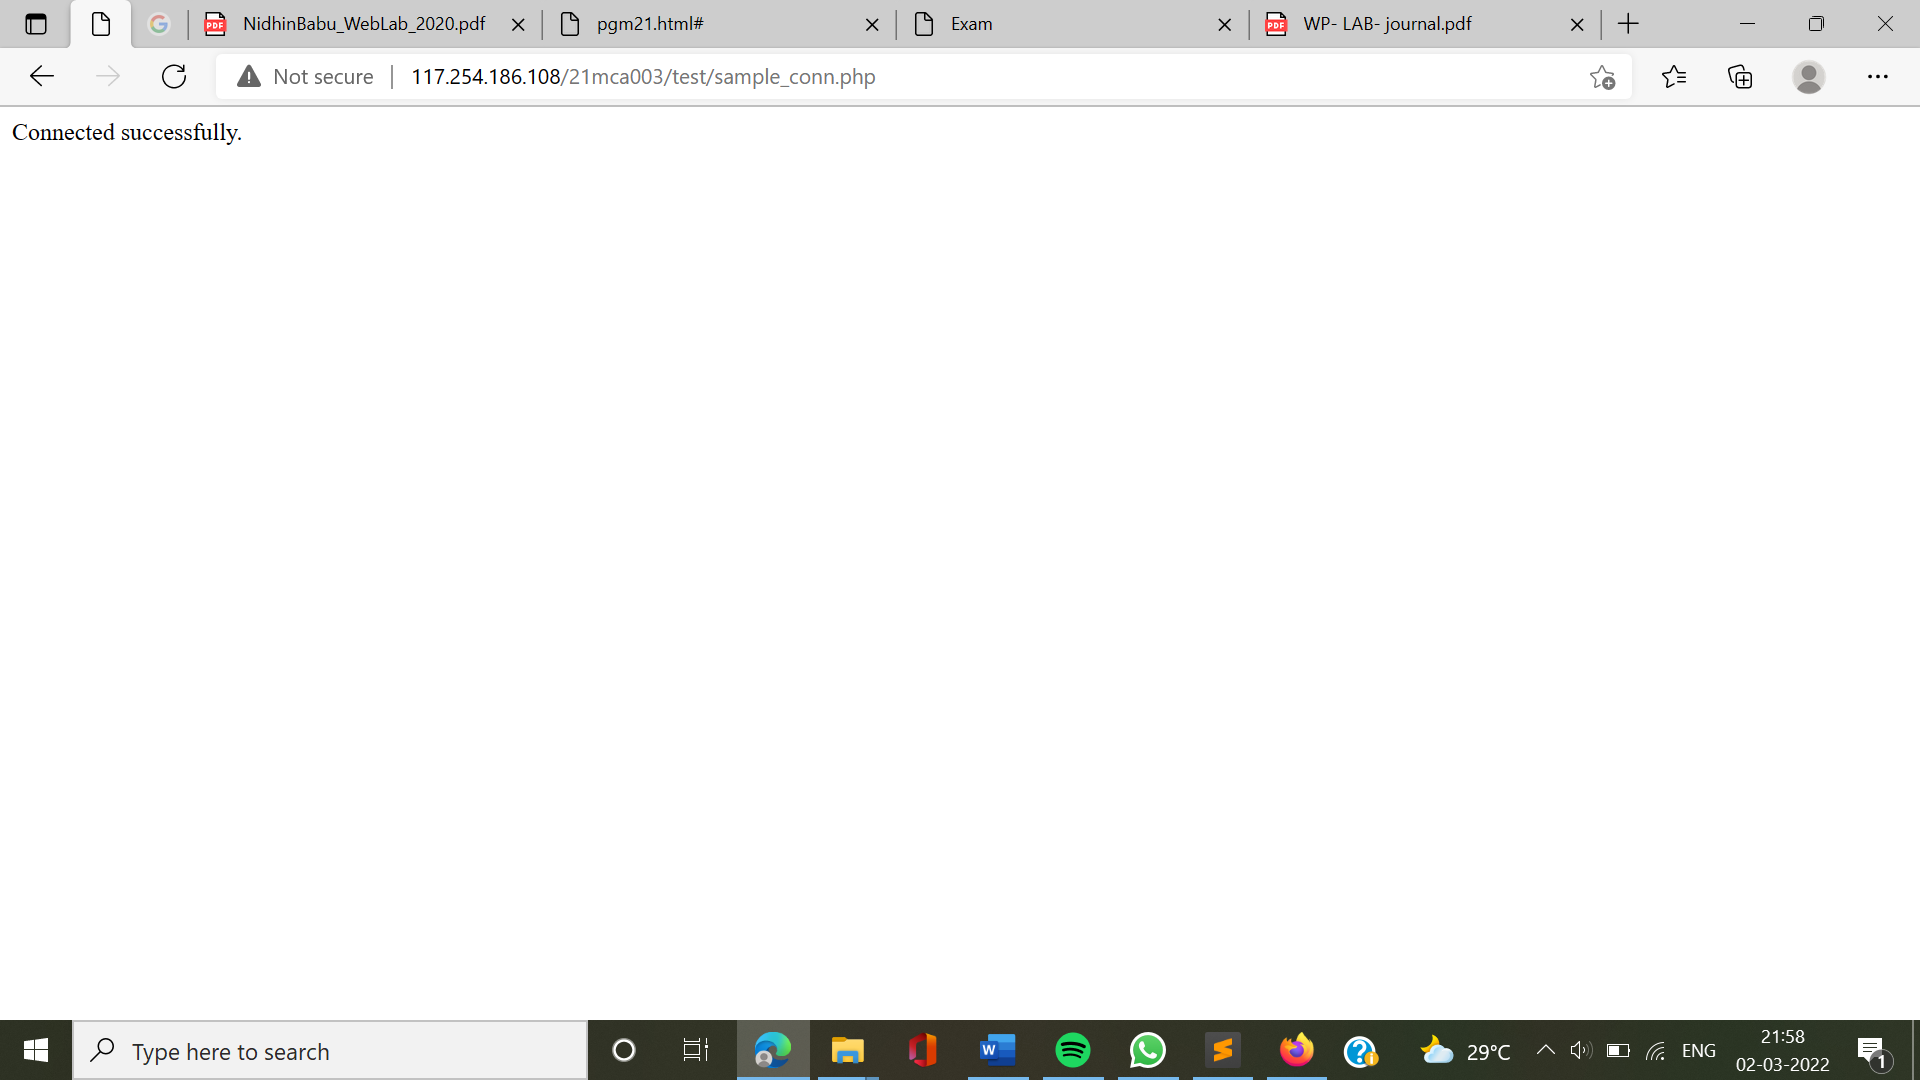 NidhinBabu_WebLab_2020.pdf
pgm21.html#
Exam
WP- LAB- journal.pdf
Not secure
117.254.186.108/21mca003/test/sample_conn.php
Connected successfully.
Type here to search
29°C
ENG
21:58
02-03-2022
1